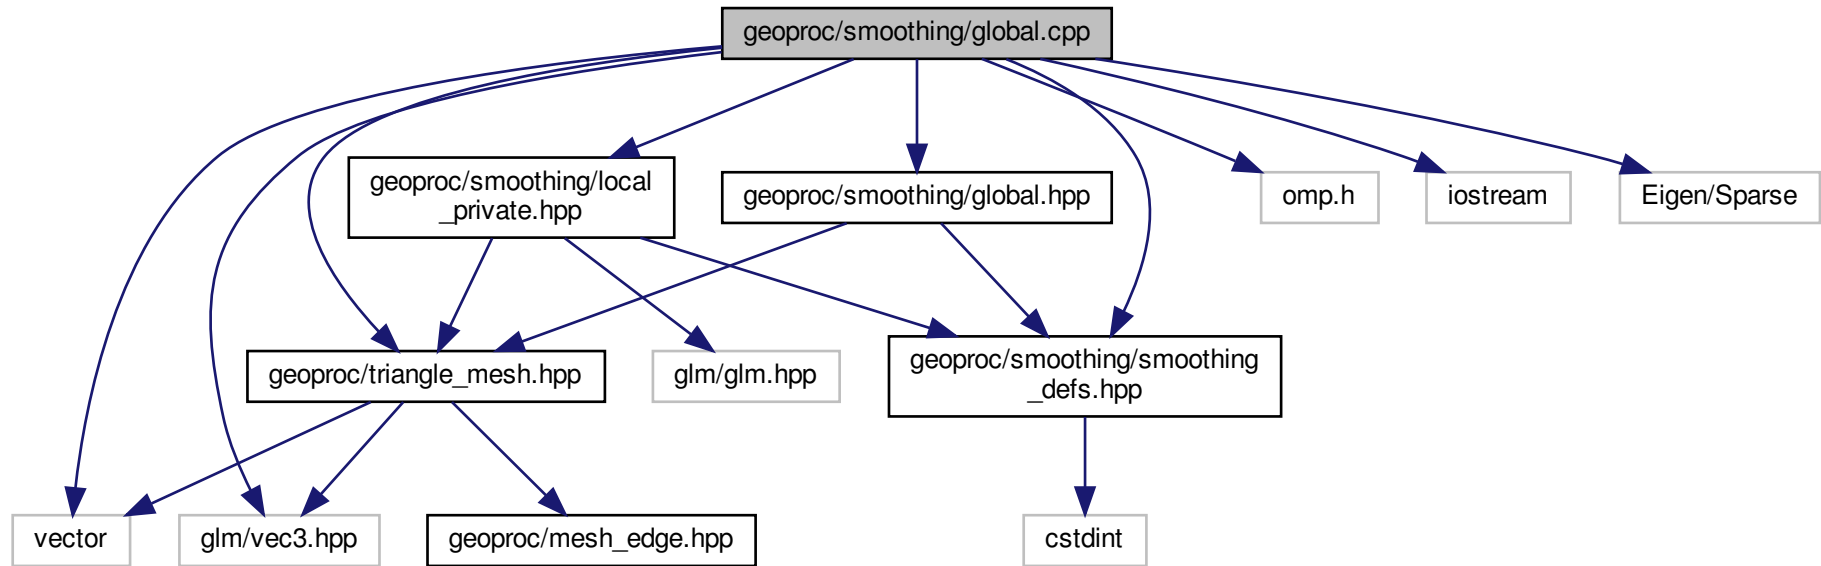 geoproc/smoothing/global.cpp
geoproc/smoothing/local
_private.hpp
geoproc/smoothing/global.hpp
omp.h
iostream
Eigen/Sparse
geoproc/triangle_mesh.hpp
glm/glm.hpp
geoproc/smoothing/smoothing
_defs.hpp
vector
glm/vec3.hpp
geoproc/mesh_edge.hpp
cstdint